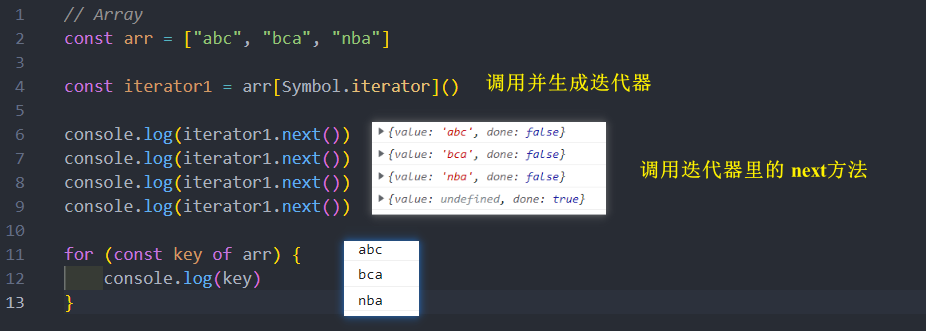 1 // Array
2 const arr = ["abc", "bca", "nba"]
3
4 const iterator1 = arr[Symbol.iterator]() 调用并生成迭代器
5
6 console.log(iterator1.next()) ▶{value: 'abc', done: false}
7 console.log(iterator1.next()) ▶{value: 'bca', done: false}
调用迭代器里的 next方法
8 console.log(iterator1.next()) ▶{value: 'nba', done: false}
9 console.log(iterator1.next()) ▶{value: undefined, done: true}
10
11 for (const key of arr) { abc
12 console.log(key) bca
13 } nba